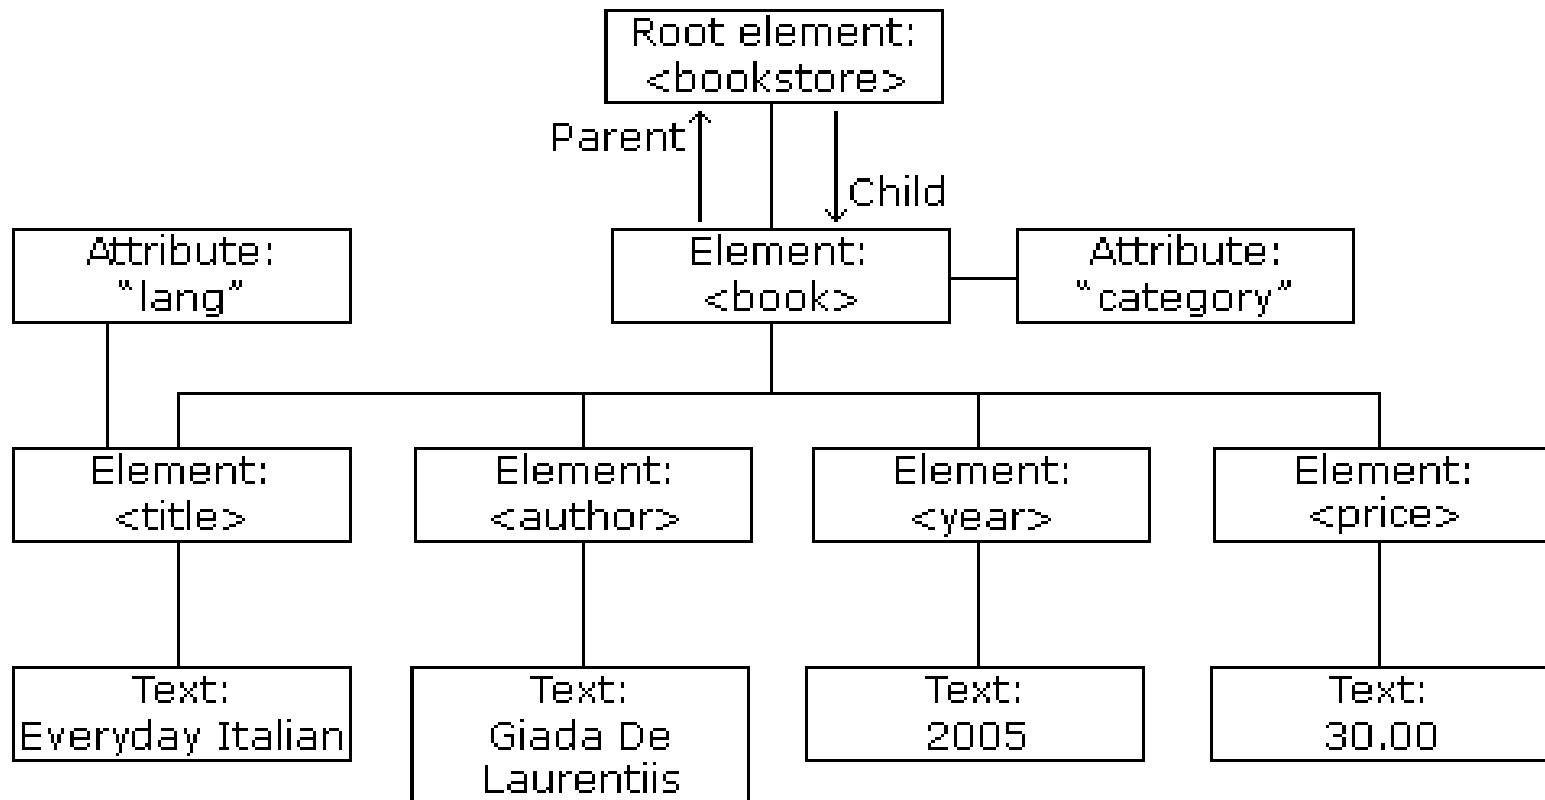 Root element:
<bookstore>
Parent
Child
Attribute:
“lang”
Element:
<book>
Attribute:
“category”
Element:
<title>
Element:
<author>
Element:
<year>
Element:
<price>
Text:
Everyday Italian
Text:
Giada De
Laurentiis
Text:
2005
Text:
30.00